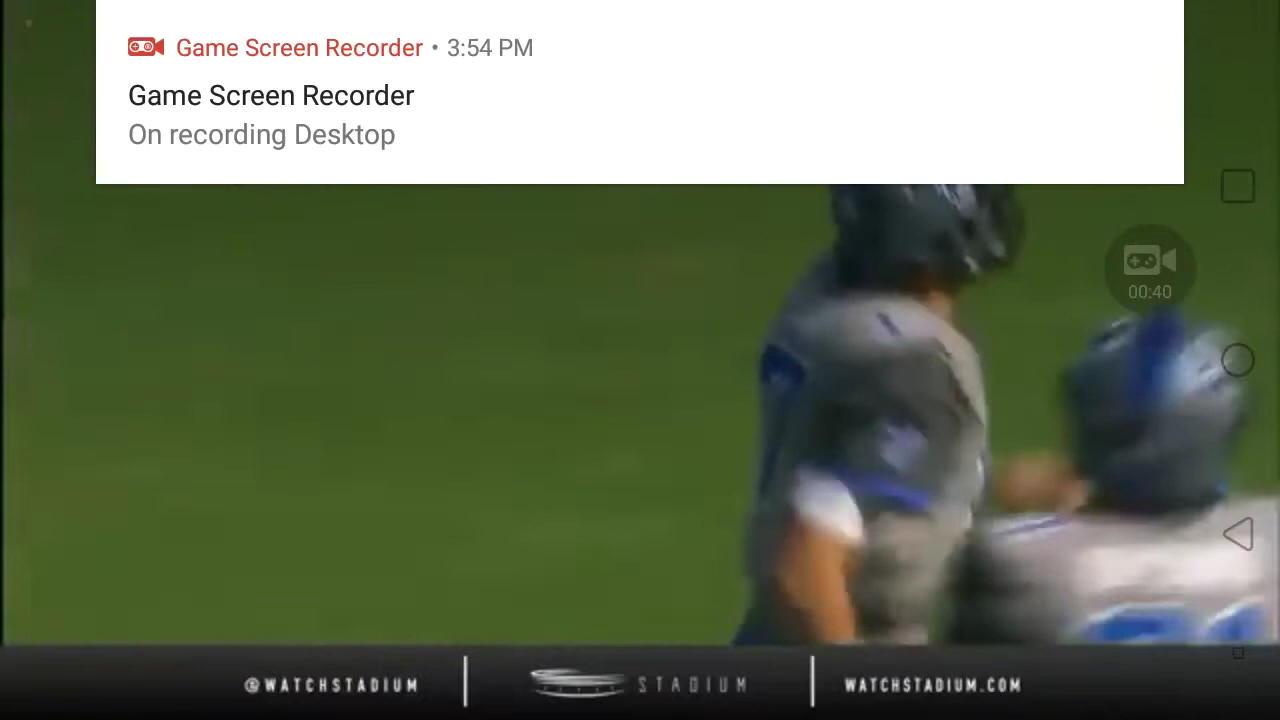 Game Screen Recorder • 3:54 PM
Game Screen Recorder
On recording Desktop
00:40
@WATCHSTADIUM
STADIUM
WATCHSTADIUM.COM